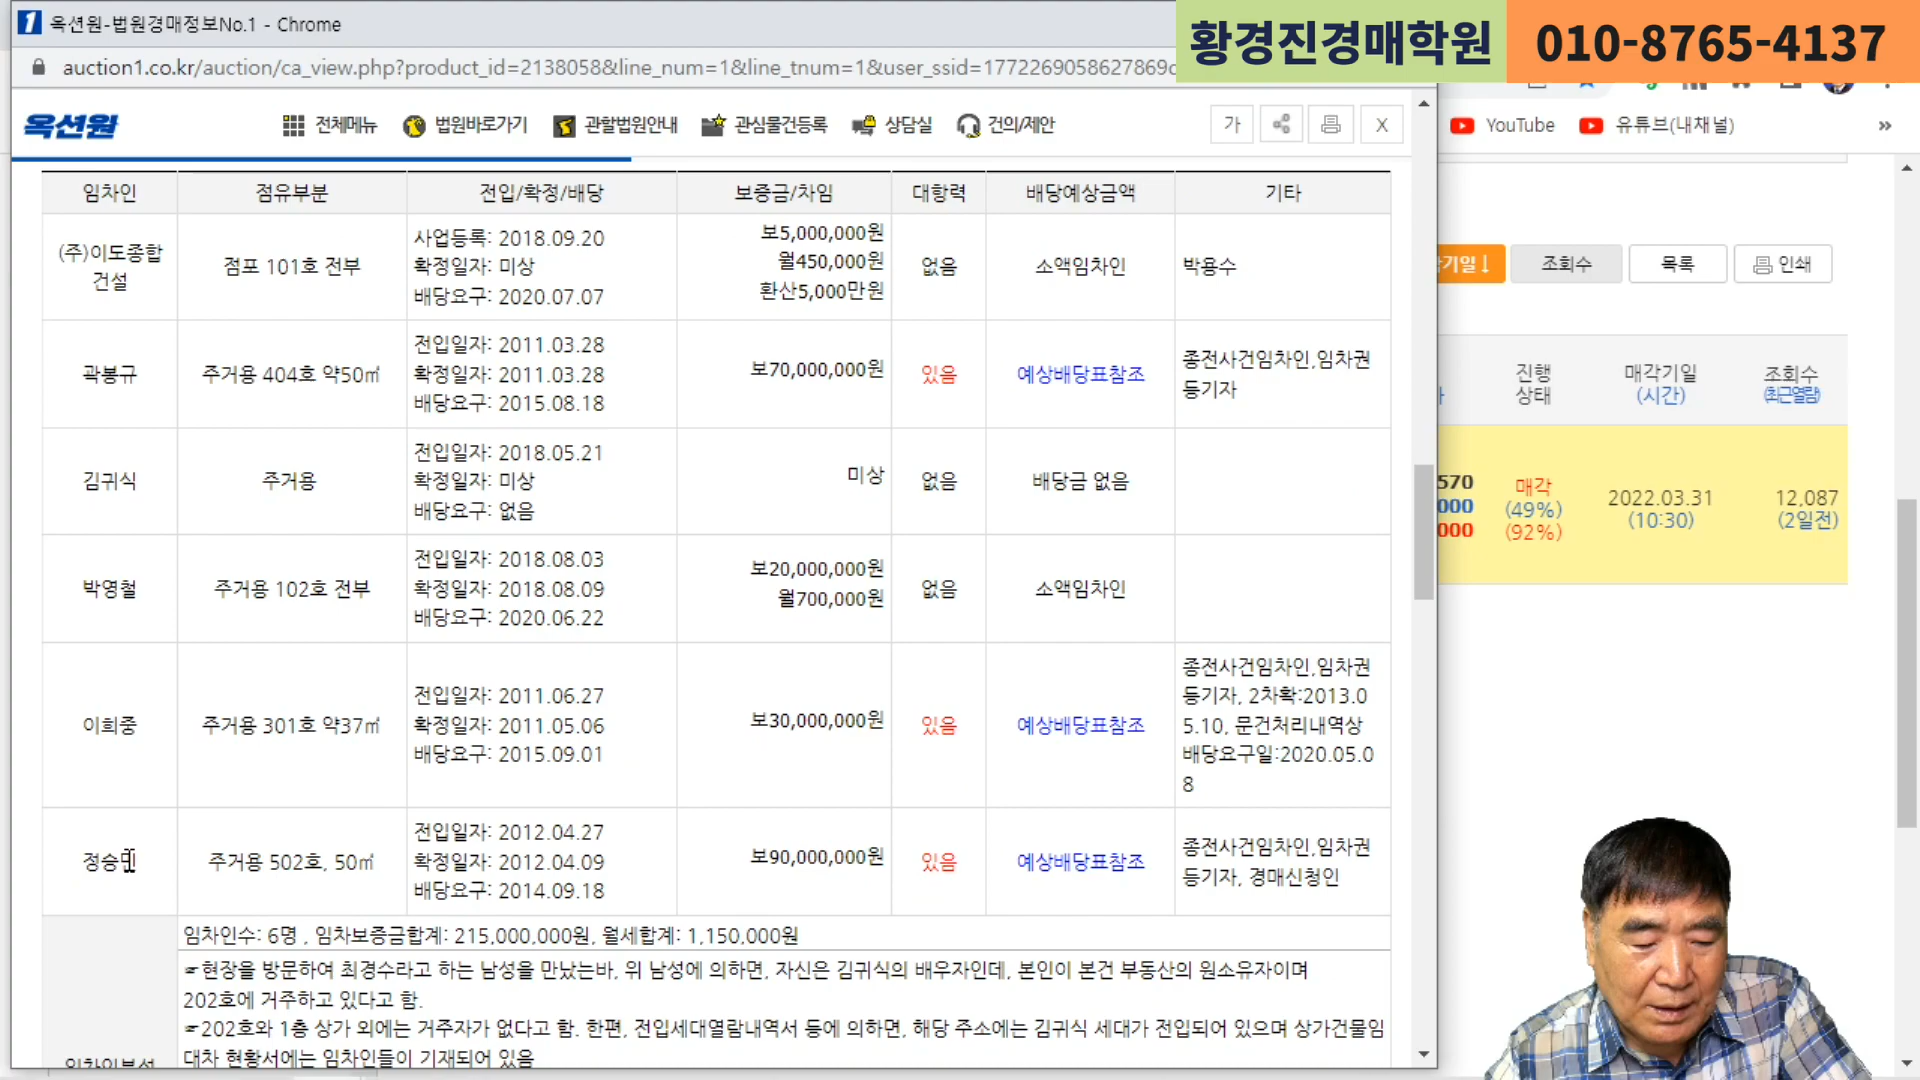 옥션원-법원경매정보No.1 - Chrome
황경진경매학원
010-8765-4137
auction1.co.kr/auction/ca_view.php?product_id=2138058&line_num=1&line_tnum=1&user_ssid=1772269058627869
옥션원
전체메뉴
법원바로가기
관할법원안내
관심물건등록
상담실
건의/제안
가
X
YouTube
유튜브(내채널)
»
임차인
점유부분
전입/확정/배당
보증금/차임
대항력
배당예상금액
기타
(주)이도종합
건설
점포 101호 전부
사업등록: 2018.09.20
확정일자: 미상
배당요구: 2020.07.07
보5,000,000원
월450,000원
환산5,000만원
없음
소액임차인
박용수
곽봉규
주거용 404호 약50㎡
전입일자: 2011.03.28
확정일자: 2011.03.28
배당요구: 2015.08.18
보70,000,000원
있음
예상배당표참조
종전사건임차인,임차권
등기자
김귀식
주거용
전입일자: 2018.05.21
확정일자: 미상
배당요구: 없음
미상
없음
배당금 없음
박영철
주거용 102호 전부
전입일자: 2018.08.03
확정일자: 2018.08.09
배당요구: 2020.06.22
보20,000,000원
월700,000원
없음
소액임차인
이희중
주거용 301호 약37㎡
전입일자: 2011.06.27
확정일자: 2011.05.06
배당요구: 2015.09.01
보30,000,000원
있음
예상배당표참조
종전사건임차인,임차권
등기자, 2차확:2013.0
5.10, 문건처리내역상
배당요구일:2020.05.0
8
정승
주거용 502호, 50㎡
전입일자: 2012.04.27
확정일자: 2012.04.09
배당요구: 2014.09.18
보90,000,000원
있음
예상배당표참조
종전사건임차인,임차권
등기자, 경매신청인
임차인수: 6명 , 임차보증금합계: 215,000,000원, 월세합계: 1,150,000원
☞현장을 방문하여 최경수라고 하는 남성을 만났는바, 위 남성에 의하면, 자신은 김귀식의 배우자인데, 본인이 본건 부동산의 원소유자이며
202호에 거주하고 있다고 함.
☞202호와 1층 상가 외에는 거주자가 없다고 함. 한편, 전입세대열람내역서 등에 의하면, 해당 주소에는 김귀식 세대가 전입되어 있으며 상가건물임
대차 현황서에는 임차인들이 기재되어 있음
임차인분석
기일↓
조회수
목록
인쇄
진행
상태
매각기일
(시간)
조회수
(최근열람)
570
000
000
매각
(49%)
(92%)
2022.03.31
(10:30)
12,087
(2일전)